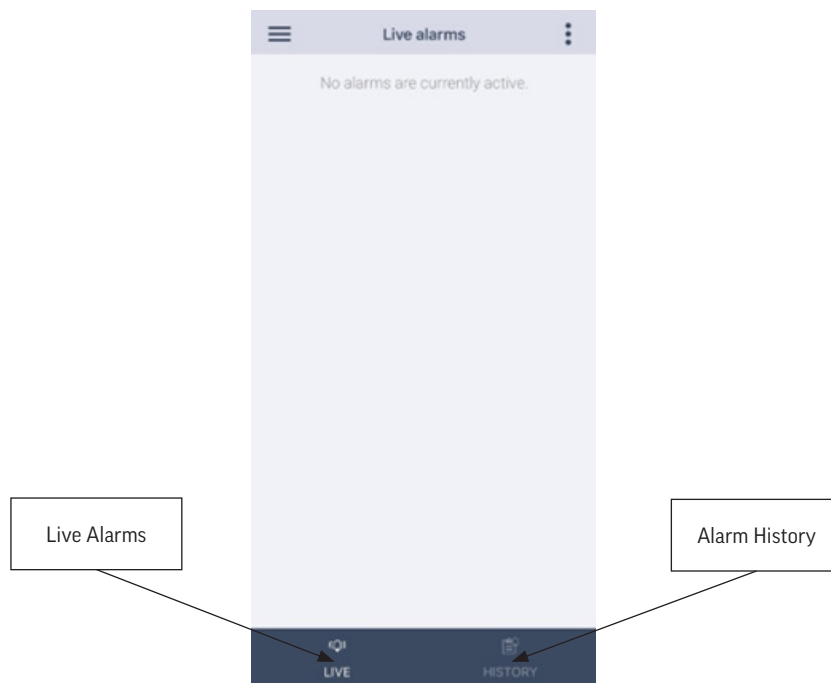 Live alarms
No alarms are currently active.
Live Alarms
Alarm History
LIVE
HISTORY